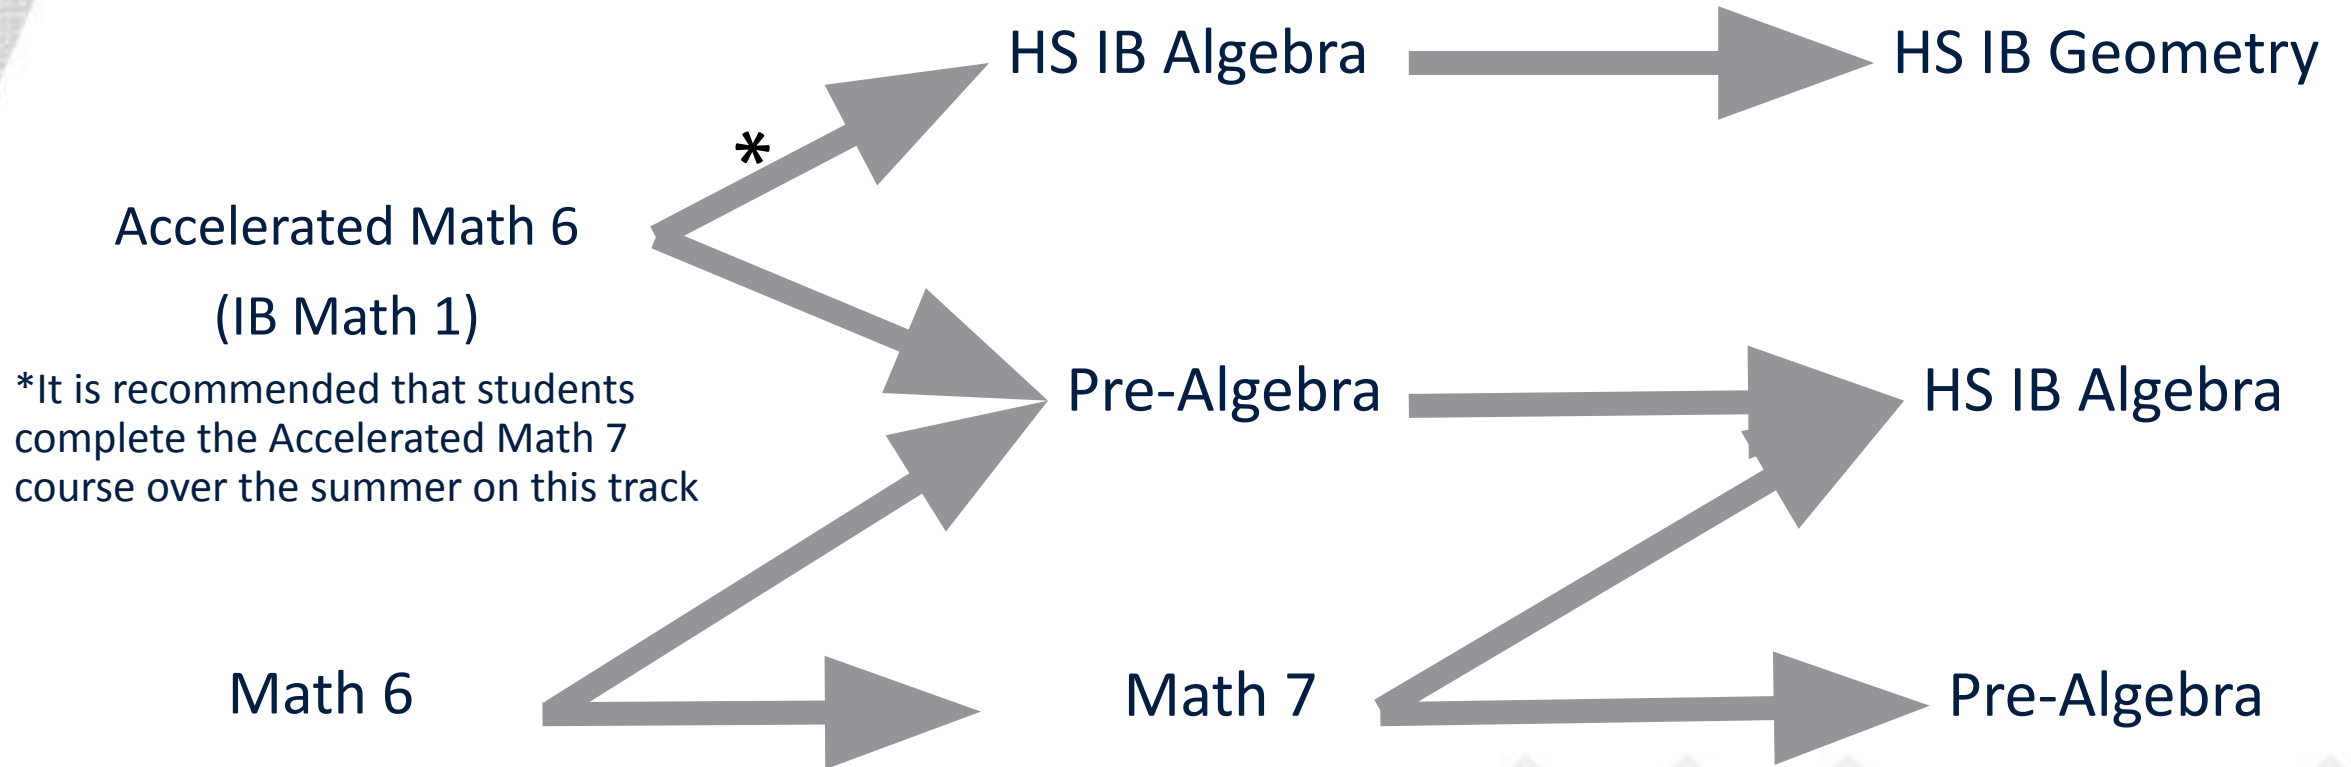 HS IB Algebra
HS IB Geometry
*
Accelerated Math 6
(IB Math 1)
*It is recommended that students
complete the Accelerated Math 7
course over the summer on this track
Pre-Algebra
HS IB Algebra
Math 6
Math 7
Pre-Algebra